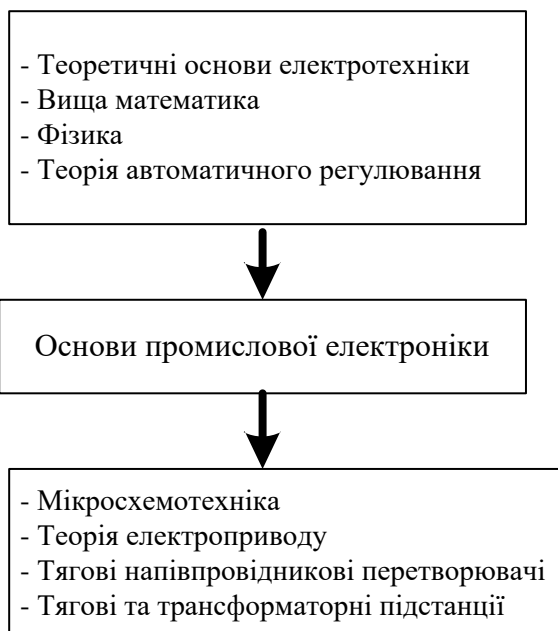 - Теоретичні основи електротехніки
- Вища математика
- Фізика
- Теорія автоматичного регулювання
Основи промислової електроніки
- Мікросхемотехніка
- Теорія електроприводу
- Тягові напівпровідникові перетворювачі
- Тягові та трансформаторні підстанції